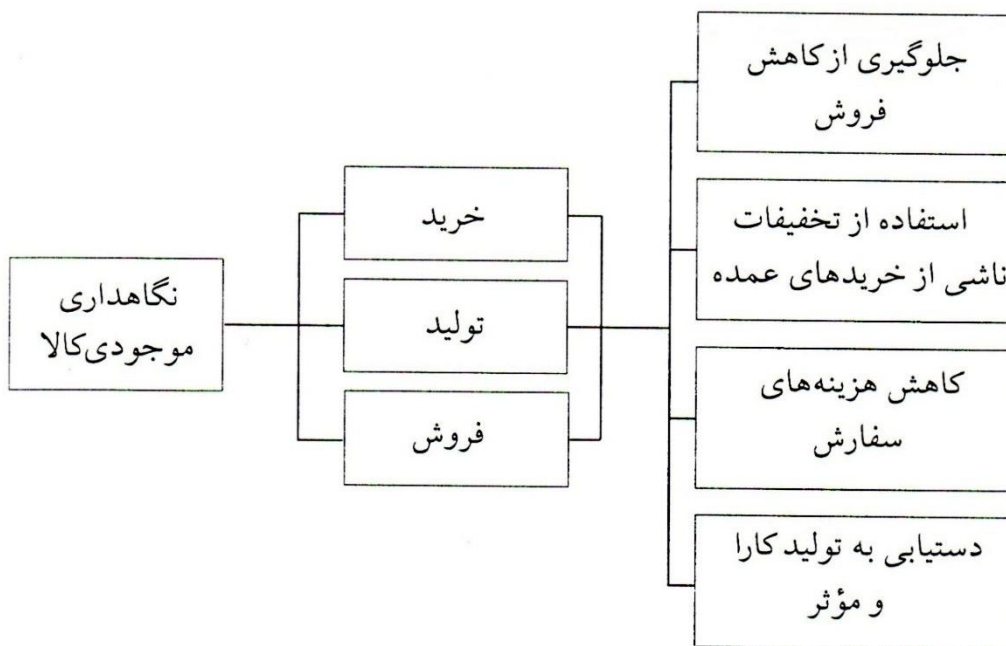 جلوگیری از کاهش
فروش
استفاده از تخفیفات
ناشی از خریدهای عمده
کاهش هزینه‌های
سفارش
دستیابی به تولید کارا
و مؤثر
خرید
تولید
فروش
نگاهداری
موجودی کالا